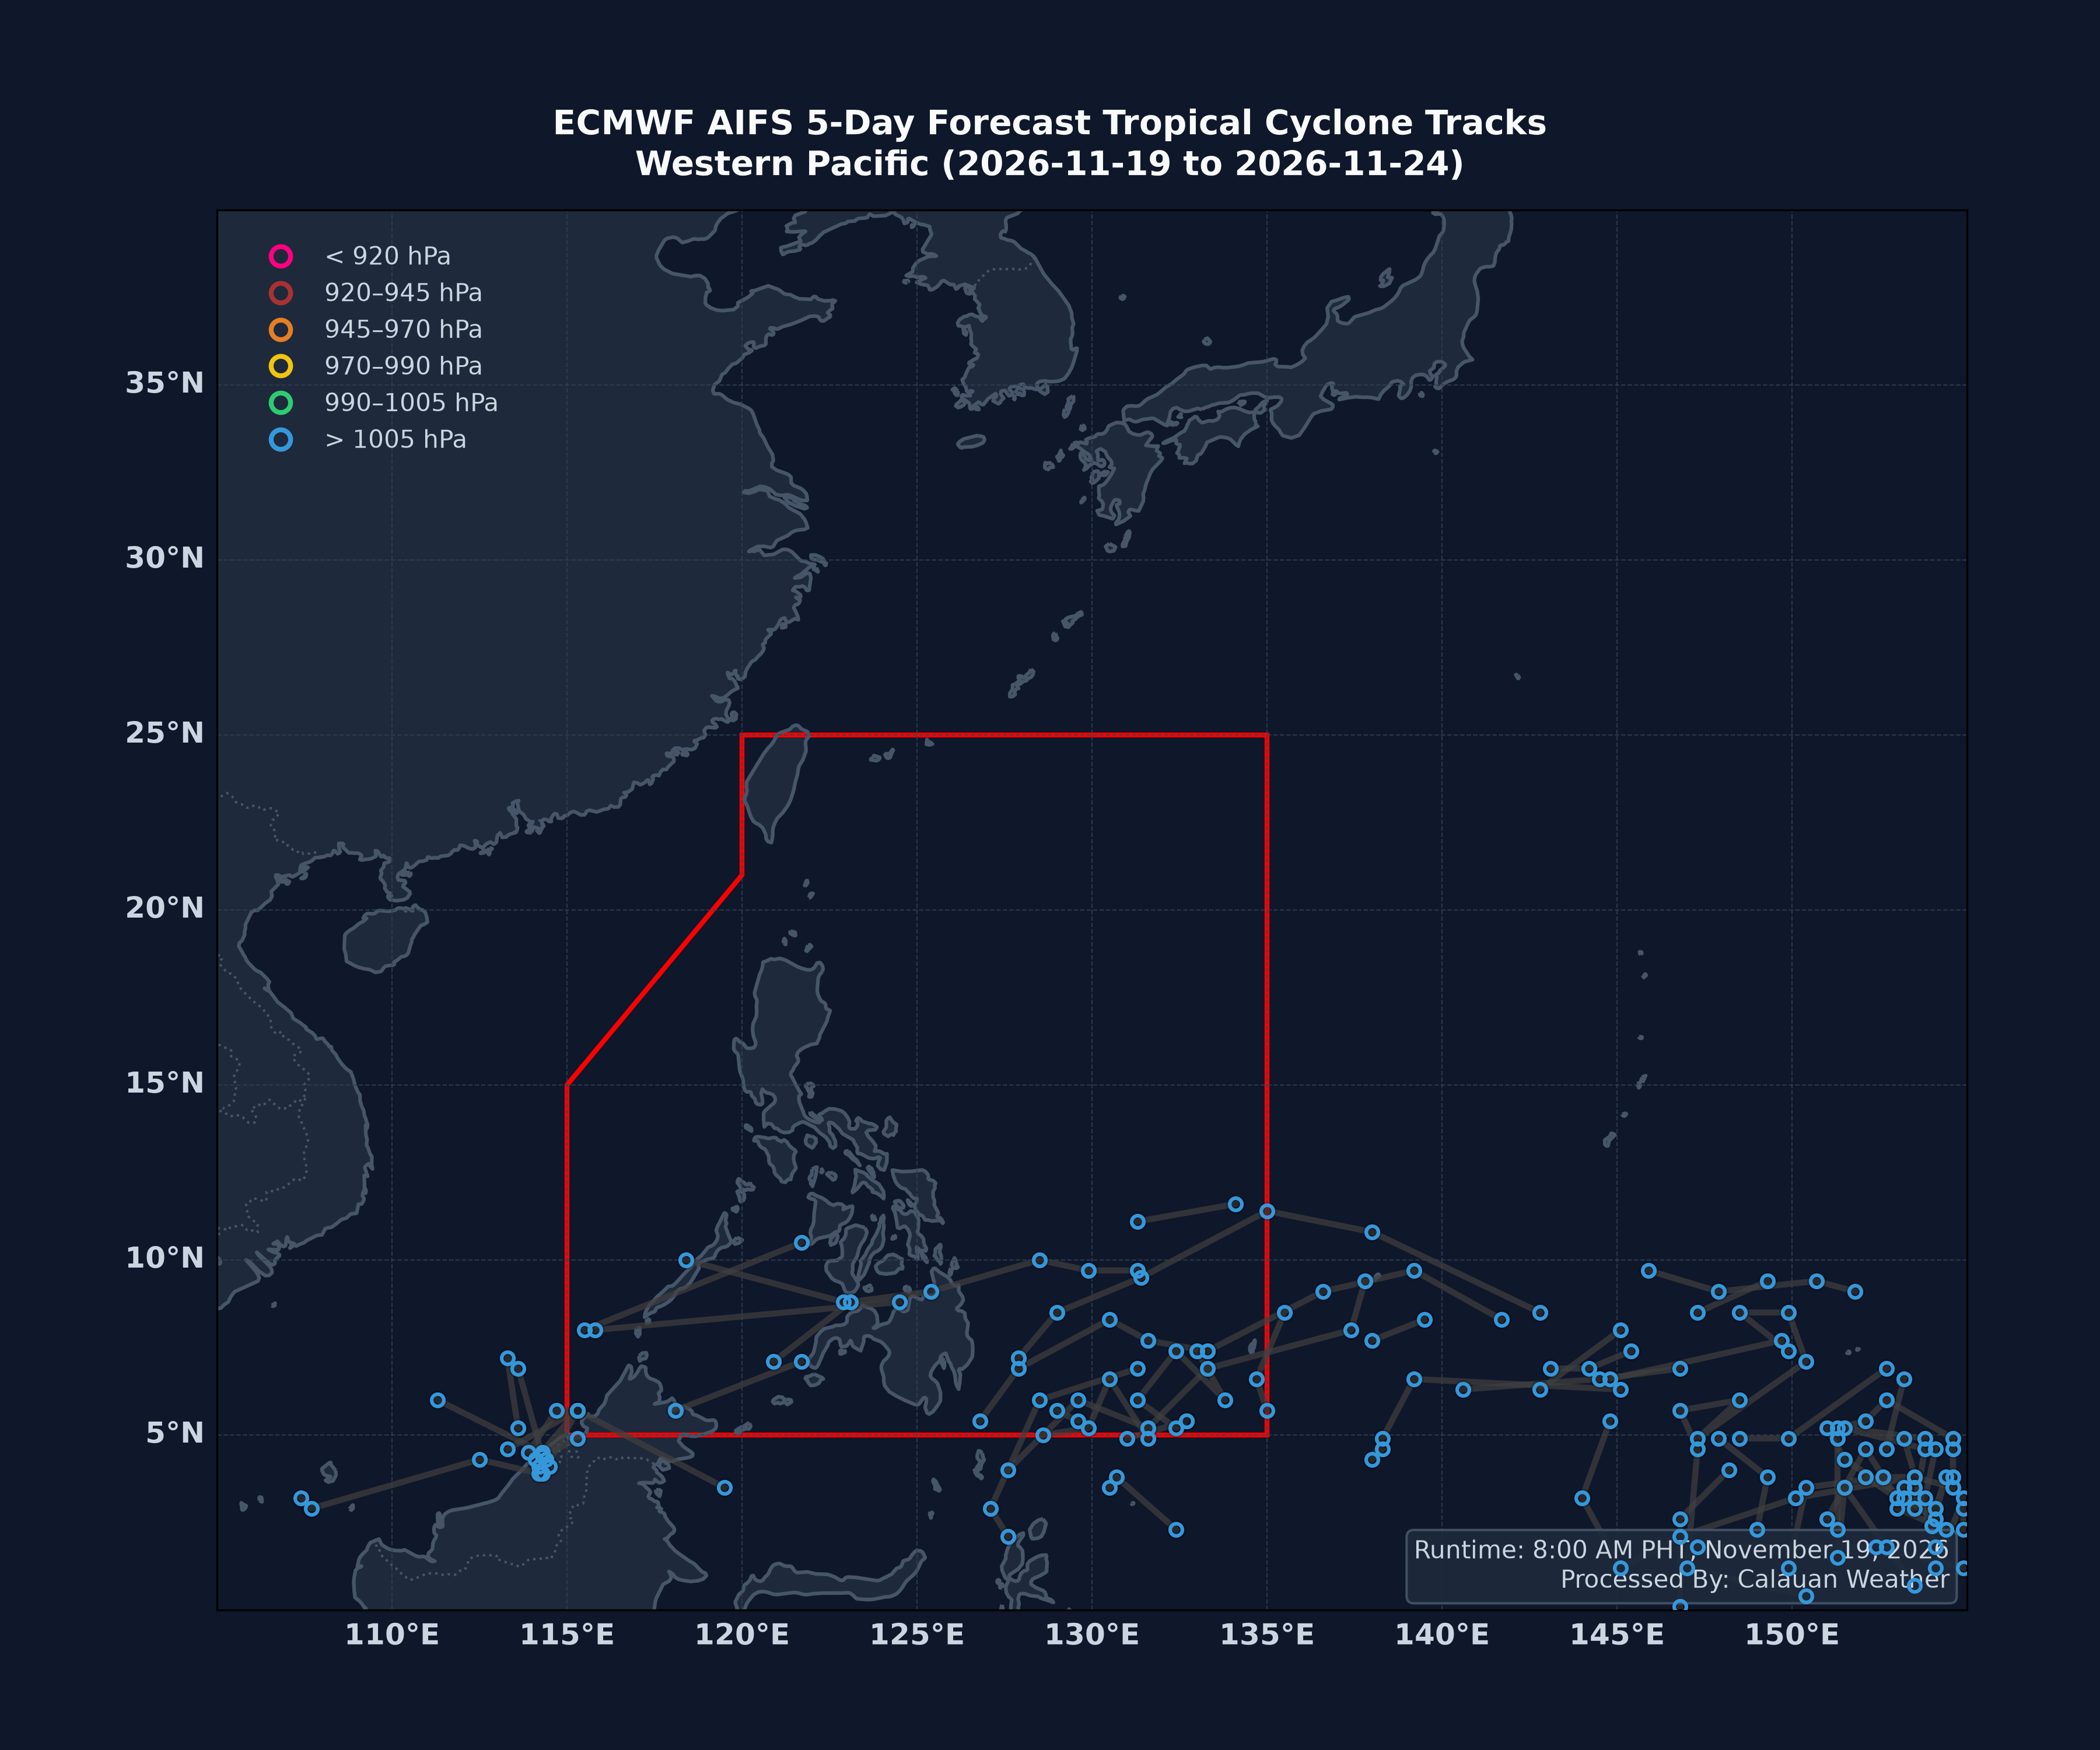 ECMWF AIFS 5-Day Forecast Tropical Cyclone Tracks
Western Pacific (2026-11-19 to 2026-11-24)
< 920 hPa
920–945 hPa
945–970 hPa
970–990 hPa
990–1005 hPa
> 1005 hPa
35°N
30°N
25°N
20°N
15°N
10°N
5°N
Runtime: 8:00 AM PHT, November 19, 2026
Processed By: Calauan Weather
110°E 115°E 120°E 125°E 130°E 135°E 140°E 145°E 150°E